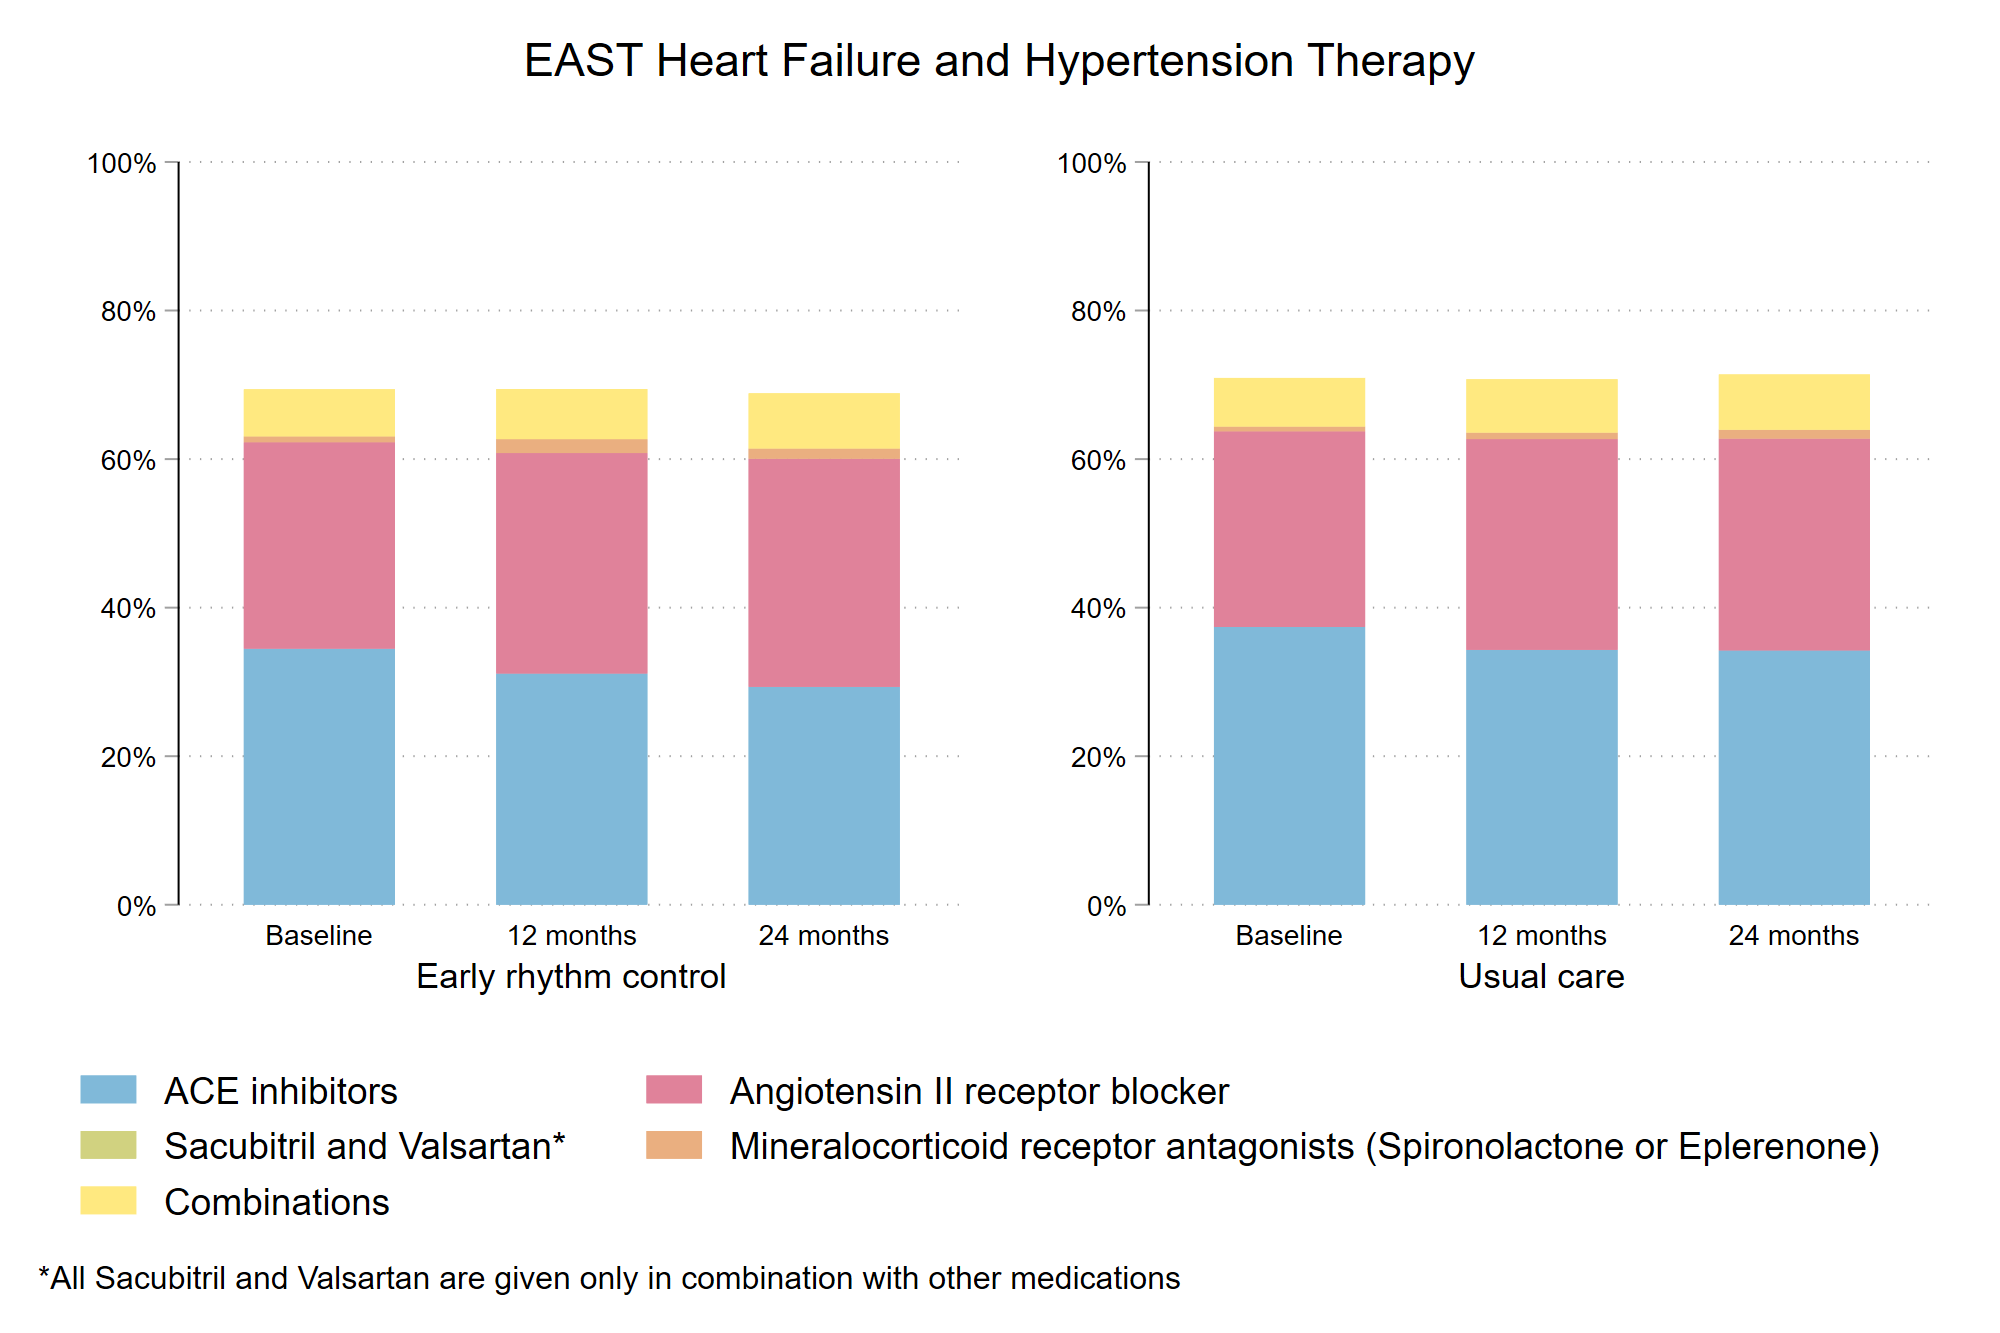 EAST Heart Failure and Hypertension Therapy
100%
80%
60%
40%
20%
0%
Baseline 12 months 24 months
Early rhythm control
100%
80%
60%
40%
20%
0%
Baseline 12 months 24 months
Usual care
ACE inhibitors
Angiotensin II receptor blocker
Sacubitril and Valsartan*
Mineralocorticoid receptor antagonists (Spironolactone or Eplerenone)
Combinations
*All Sacubitril and Valsartan are given only in combination with other medications